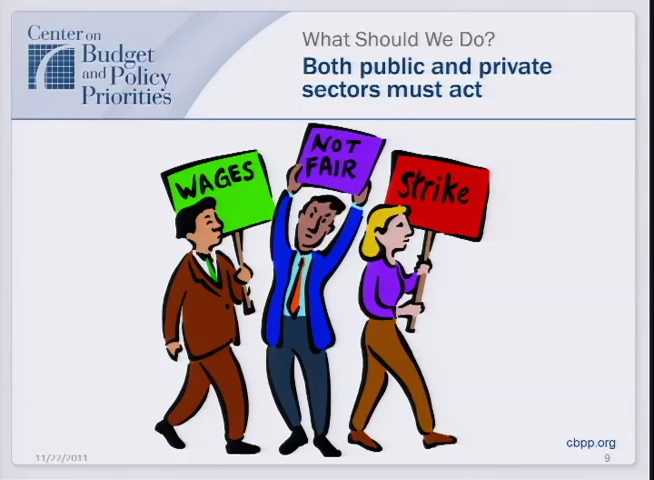 Center on
Budget
and Policy
Priorities
What Should We Do?
Both public and private
sectors must act
WAGES
NOT
FAIR
Strike
cbpp.org
11/22/2011
9